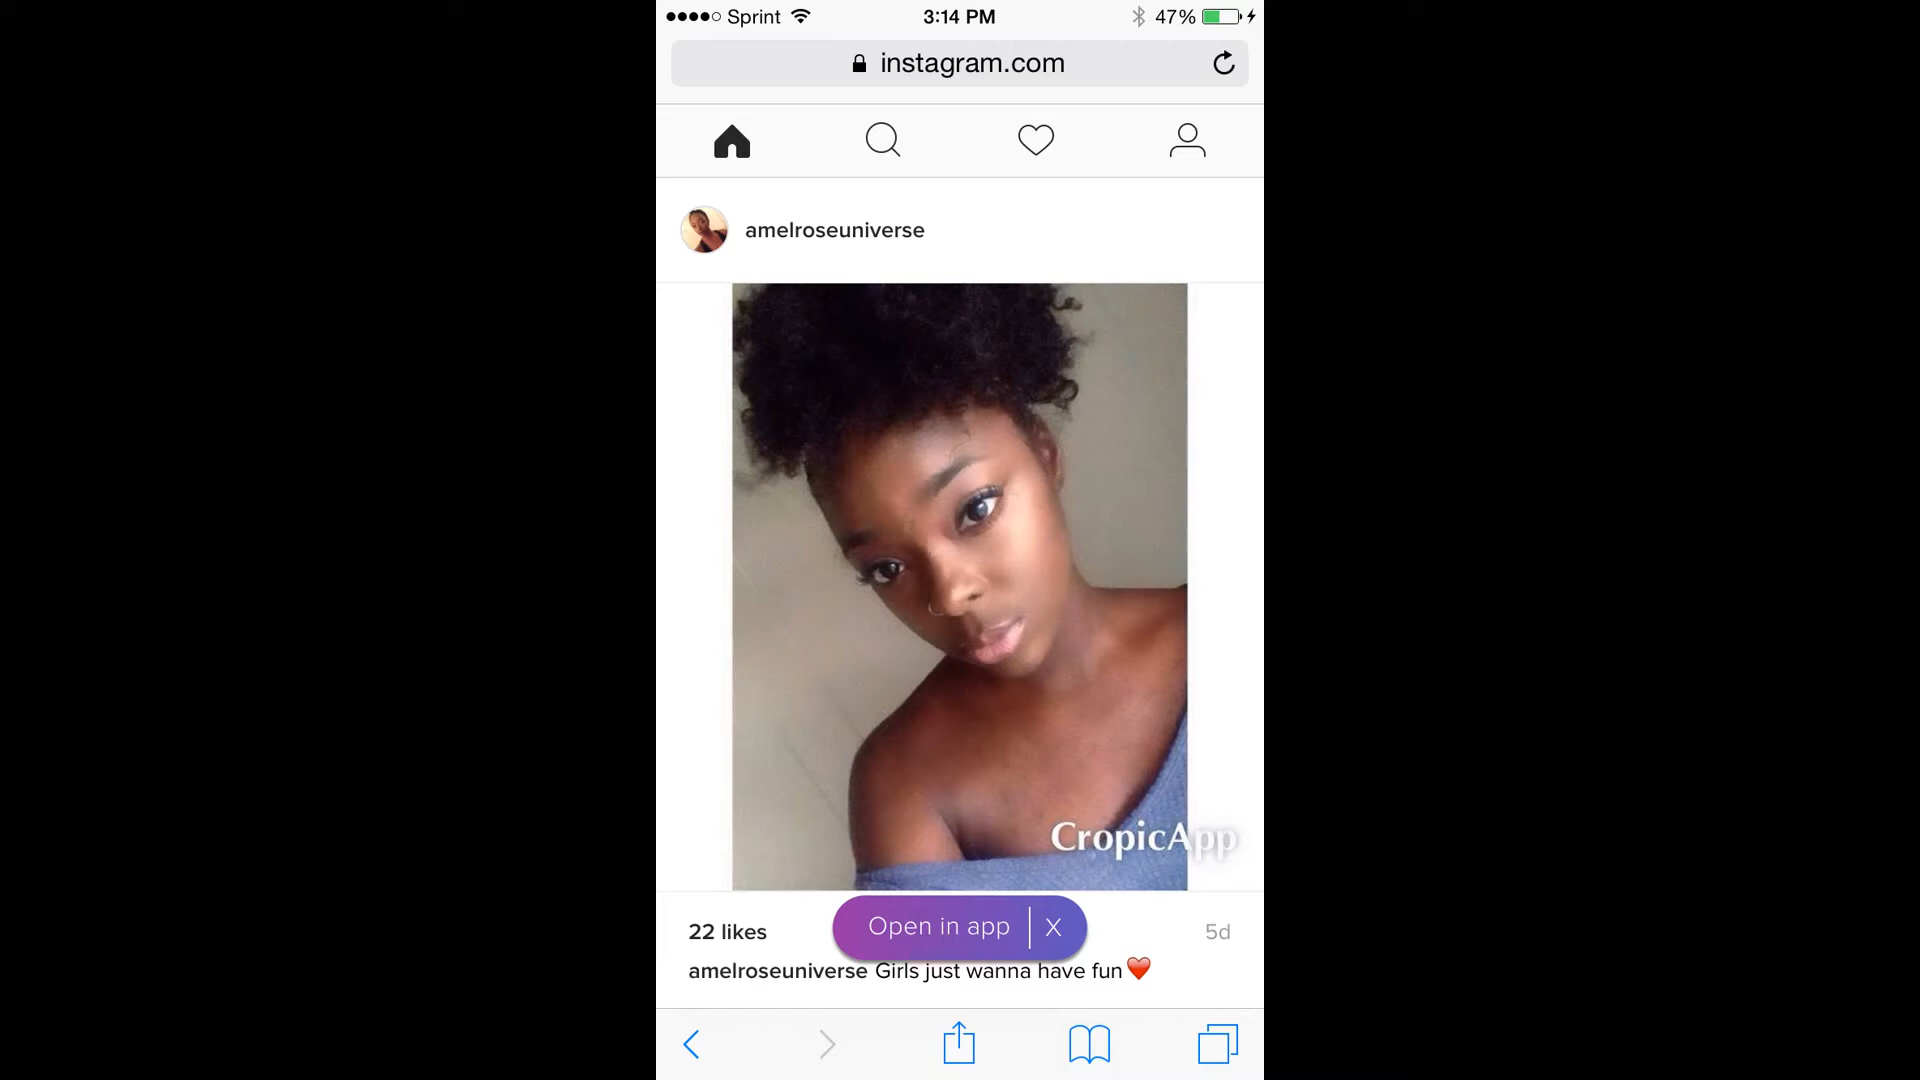 Sprint 3:14 PM 47%
instagram.com
amelroseuniverse
CropicApp
22 likes Open in app X 5d
amelroseuniverse Girls just wanna have fun❤️